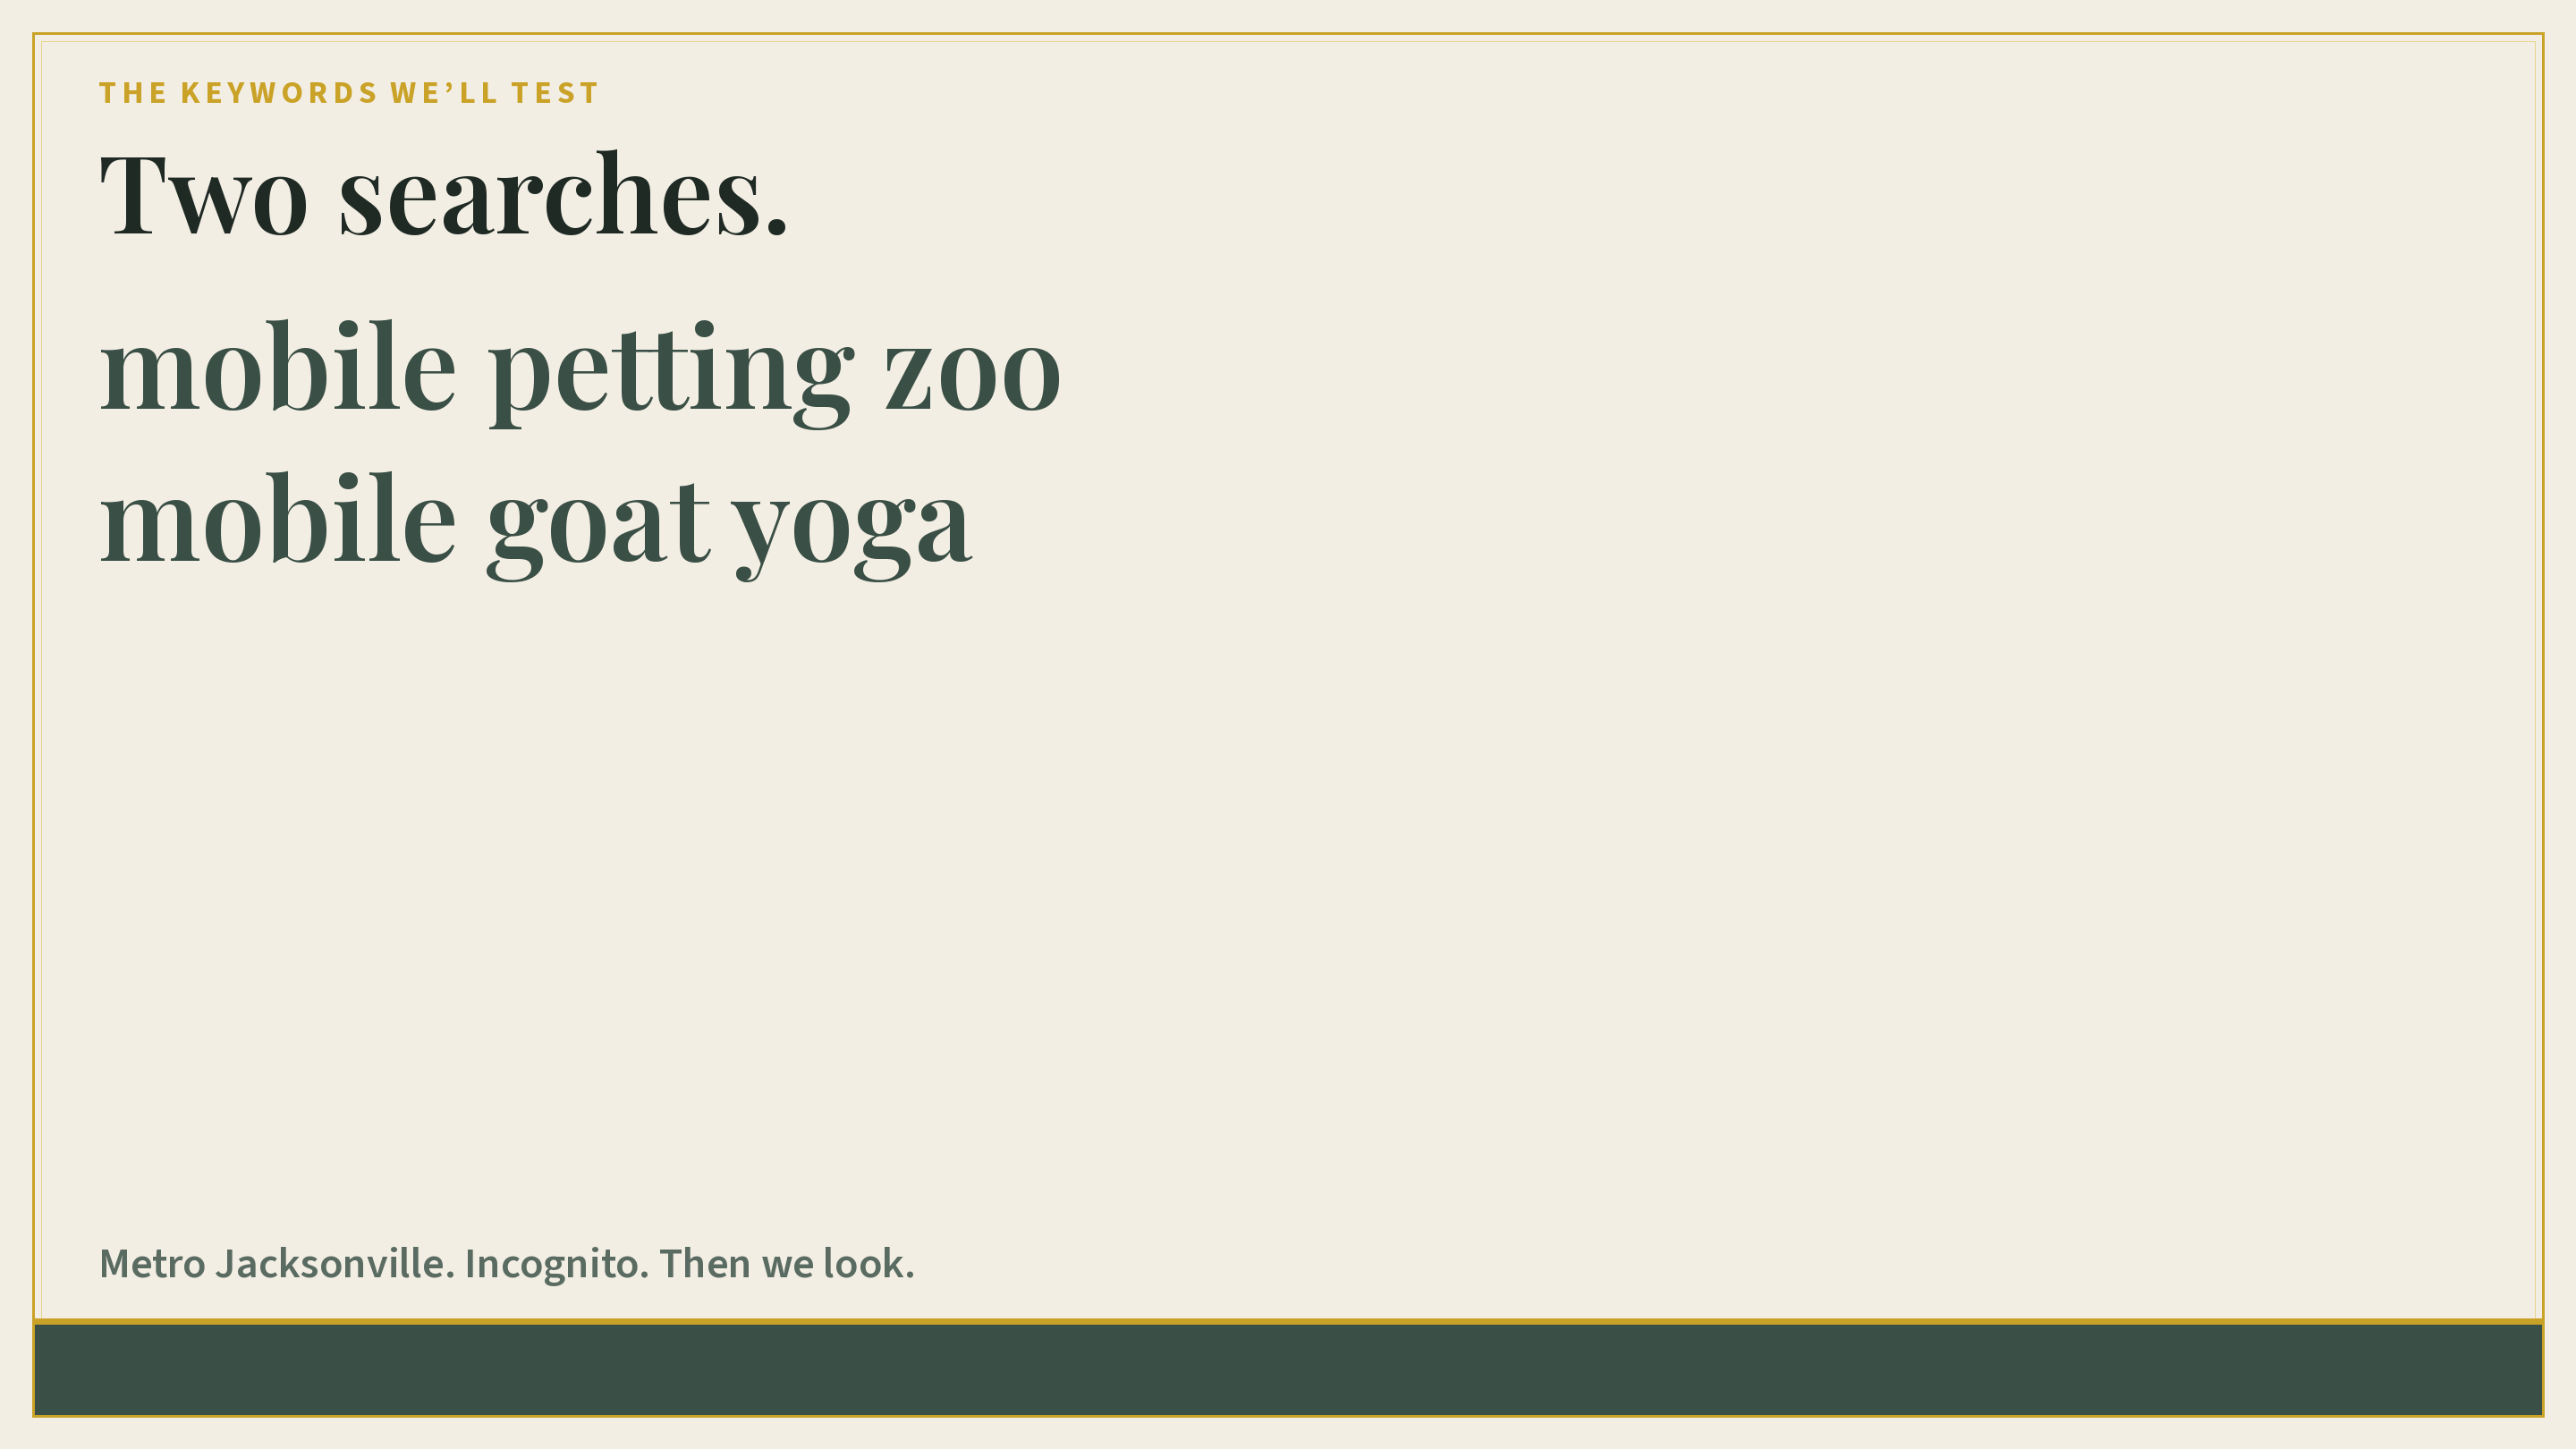 THE KEYWORDS WE’LL TEST
Two searches.
mobile petting zoo
mobile goat yoga
Metro Jacksonville. Incognito. Then we look.